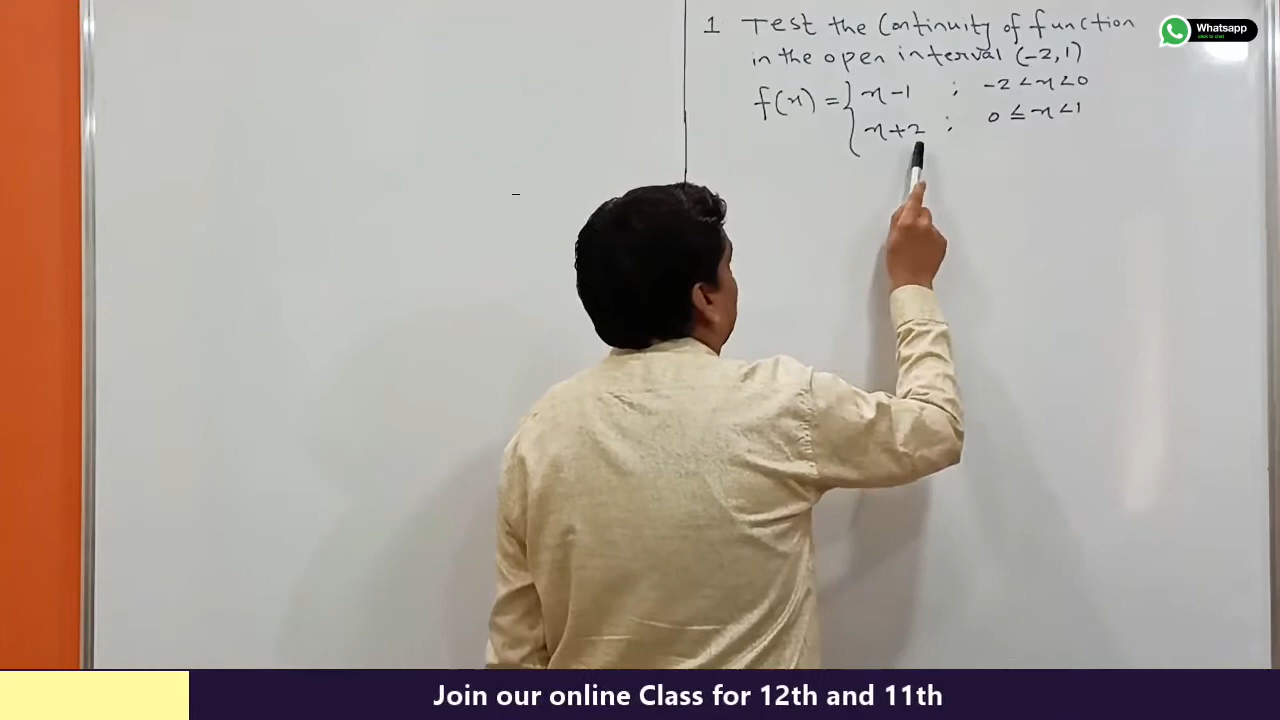 1 Test the Continuity of function
in the open interval (-2,1)
f(x) = { x-1 ; -2<x<0
x+2 ; 0≤x<1
Whatsapp
Join our online Class for 12th and 11th